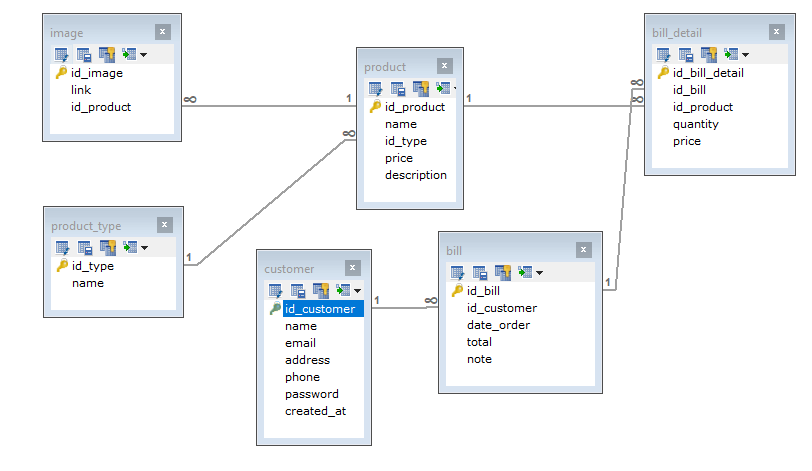 image
id_image
link
id_product
product
id_product
name
id_type
price
description
bill_detail
id_bill_detail
id_bill
id_product
quantity
price
product_type
id_type
name
customer
id_customer
name
email
address
phone
password
created_at
bill
id_bill
id_customer
date_order
total
note
∞
1
1
∞
∞
∞
1
1
∞
1